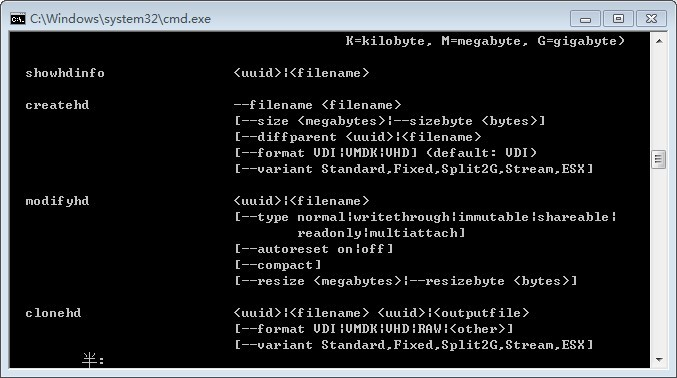 C:\Windows\system32\cmd.exe
K=kilobyte, M=megabyte, G=gigabyte)
showhdinfo <uuid>|<filename>
createhd --filename <filename>
[--size <megabytes>|--sizebyte <bytes>]
[--diffparent <uuid>|<filename>
[--format VDI|VMDK|VHD] (default: VDI)
[--variant Standard,Fixed,Split2G,Stream,ESX]
modifyhd <uuid>|<filename>
[--type normal|writethrough|immutable|shareable|
readonly|multiattach]
[--autoreset on|off]
[--compact]
[--resize <megabytes>|--resizebyte <bytes>]
clonehd <uuid>|<filename> <uuid>|<outputfile>
[--format VDI|VMDK|VHD|RAW|<other>]
[--variant Standard,Fixed,Split2G,Stream,ESX]
半: